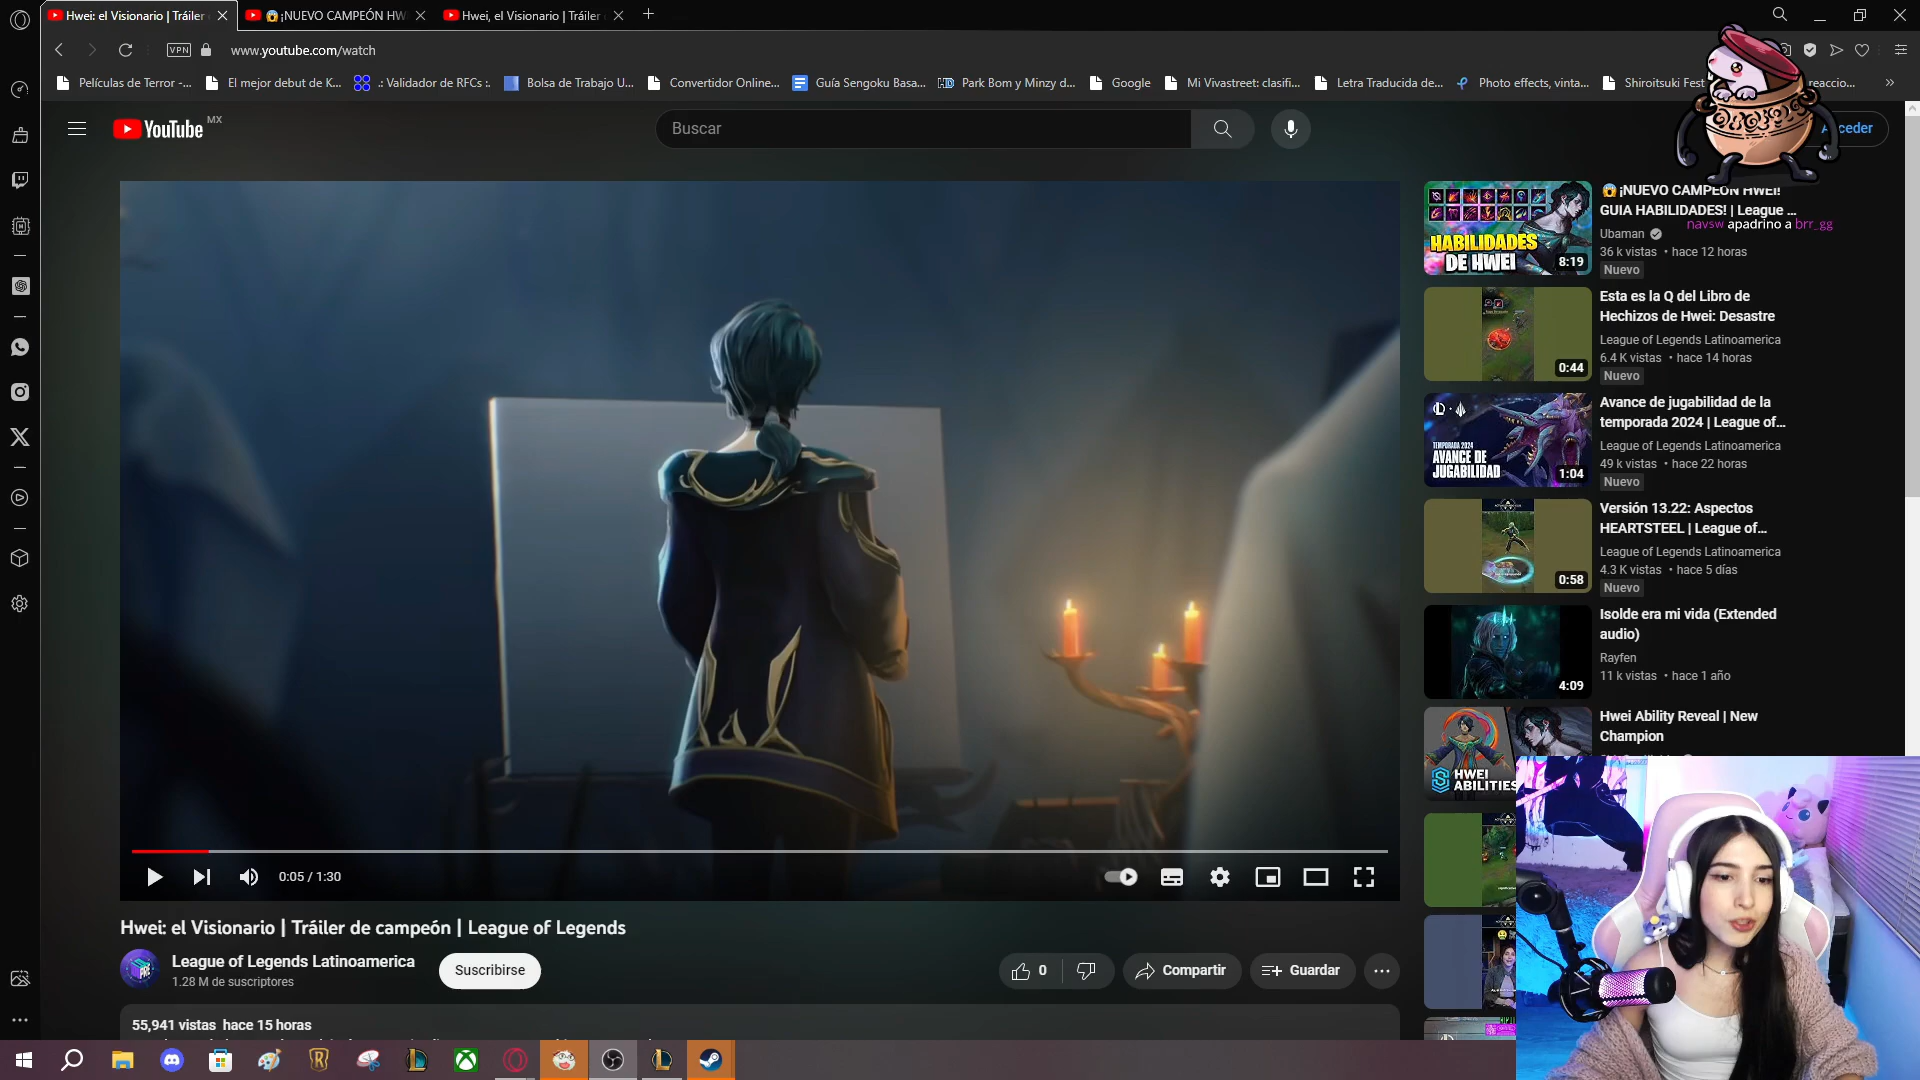 Hwei: el Visionario | Tráiler
¡NUEVO CAMPEÓN HW
Hwei, el Visionario | Tráiler
VPN
www.youtube.com/watch
Películas de Terror -...
El mejor debut de K...
.: Validador de RFCs :.
Bolsa de Trabajo U...
Convertidor Online...
Guía Sengoku Basa...
Park Bom y Minzy d...
Google
Mi Vivastreet: clasifi...
Letra Traducida de...
Photo effects, vinta...
Shiroitsuki Fest
reaccio...
YouTube MX
Buscar
ceder
HABILIDADES
DE HWEI
8:19
¡NUEVO CAMPEÓN HWEI!
GUIA HABILIDADES! | League ...
navsw apadrino a brr_gg
Ubaman
36 k vistas • hace 12 horas
Nuevo
0:44
Esta es la Q del Libro de
Hechizos de Hwei: Desastre
League of Legends Latinoamerica
6.4 K vistas • hace 14 horas
Nuevo
TEMPORADA 2024
AVANCE DE
JUGABILIDAD
1:04
Avance de jugabilidad de la
temporada 2024 | League of...
League of Legends Latinoamerica
49 k vistas • hace 22 horas
Nuevo
0:58
Versión 13.22: Aspectos
HEARTSTEEL | League of...
League of Legends Latinoamerica
4.3 K vistas • hace 5 días
Nuevo
4:09
Isolde era mi vida (Extended
audio)
Rayfen
11 k vistas • hace 1 año
HWEI
ABILITIES
Hwei Ability Reveal | New
Champion
0:05 / 1:30
Hwei: el Visionario | Tráiler de campeón | League of Legends
League of Legends Latinoamerica
1.28 M de suscriptores
Suscribirse
0
Compartir
Guardar
55,941 vistas hace 15 horas